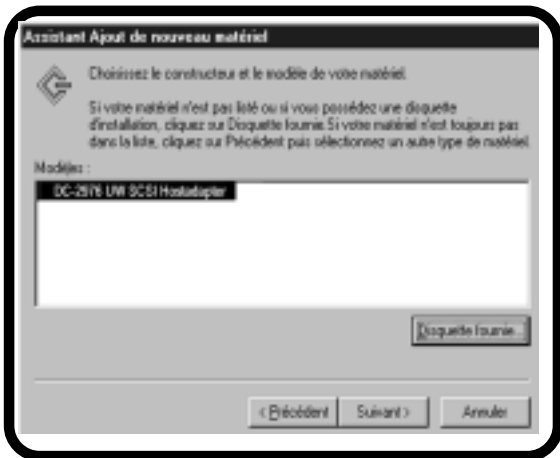 Assistant Ajout de nouveau matériel
Choisissez le constructeur et le modèle de votre matériel.
Si votre matériel n'est pas listé ou si vous possédez une disquette
d'installation, cliquez sur Disquette fournie. Si votre matériel n'est toujours pas
dans la liste, cliquez sur Précédent puis sélectionnez un autre type de matériel.
Modèles :
DC-2976 UW SCSI Hostadapter
Disquette fournie...
< Précédent Suivant > Annuler